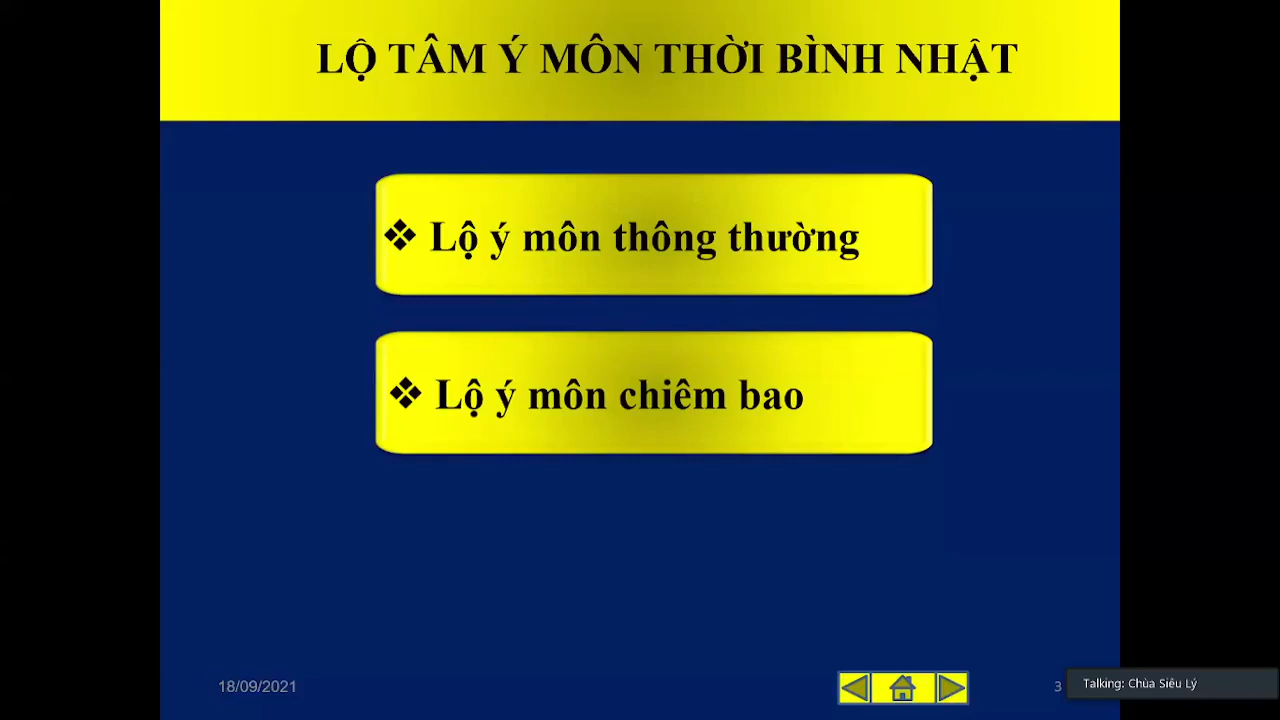 LỘ TÂM Ý MÔN THỜI BÌNH NHẬT
❖ Lộ ý môn thông thường
❖ Lộ ý môn chiêm bao
18/09/2021
3
Talking: Chùa Siêu Lý